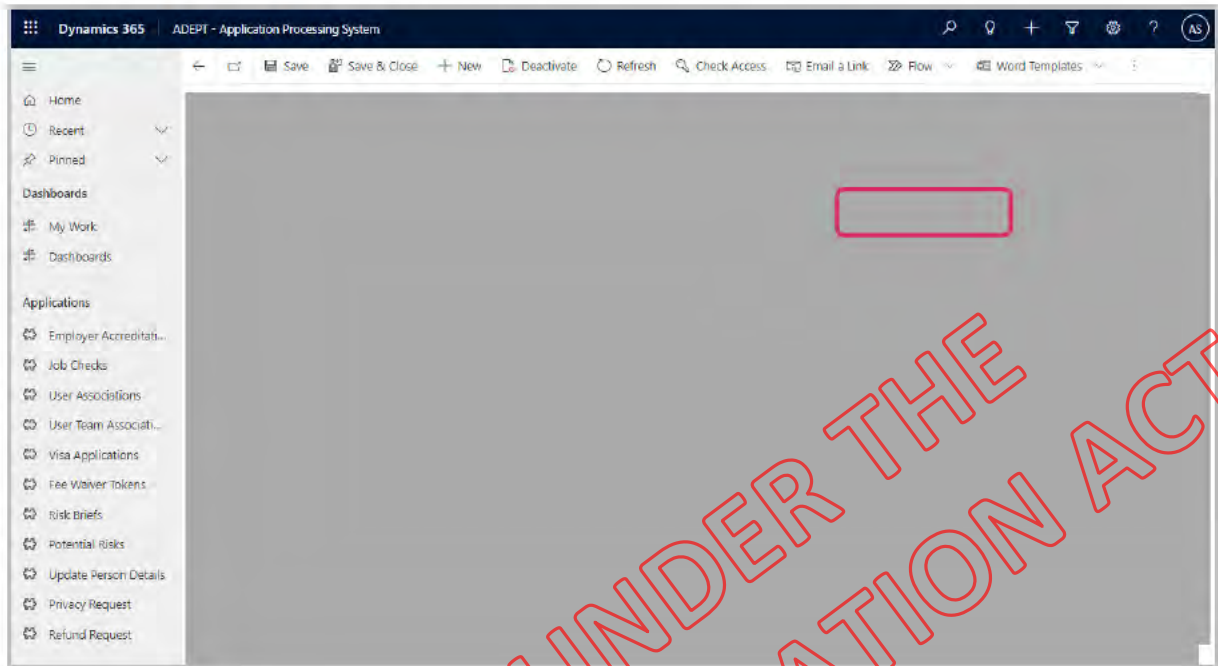 Dynamics 365 ADEPT - Application Processing System ? AS
Save Save & Close New Deactivate Refresh Check Access Email a Link Flow Word Templates
Home
Recent
Pinned
Dashboards
My Work
Dashboards
Applications
Employer Accreditati...
Job Checks
User Associations
User Team Associati...
Visa Applications
Fee Waiver Tokens
Risk Briefs
Potential Risks
Update Person Details
Privacy Request
Refund Request
UNDER THE
ATION ACT